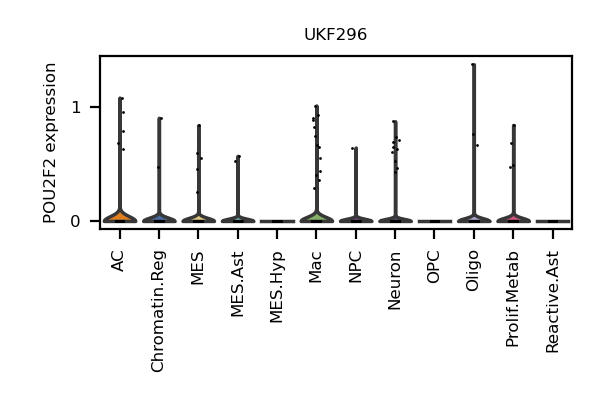 UKF296
POU2F2 expression
1
0
AC
Chromatin.Reg
MES
MES.Ast
MES.Hyp
Mac
NPC
Neuron
OPC
Oligo
Prolif.Metab
Reactive.Ast